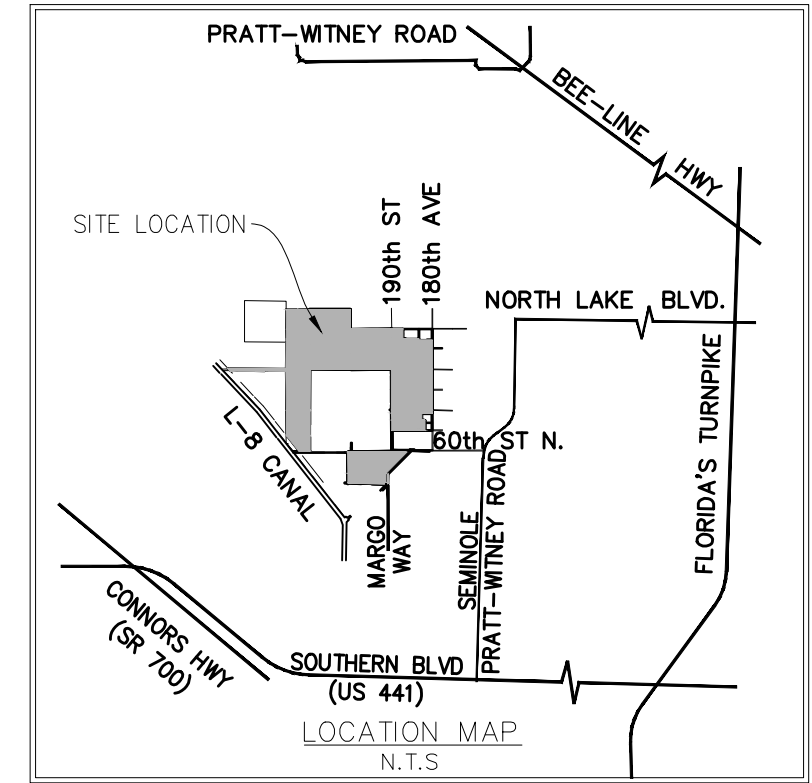 PRATT-WITNEY ROAD
BEE-LINE
HWY
SITE LOCATION
190th ST
180th AVE
NORTH LAKE BLVD.
FLORIDA'S TURNPIKE
L-8 CANAL
60th ST N.
MARGO
WAY
SEMINOLE
PRATT-WITNEY ROAD
CONNORS HWY
(SR 700)
SOUTHERN BLVD
(US 441)
LOCATION MAP
N.T.S